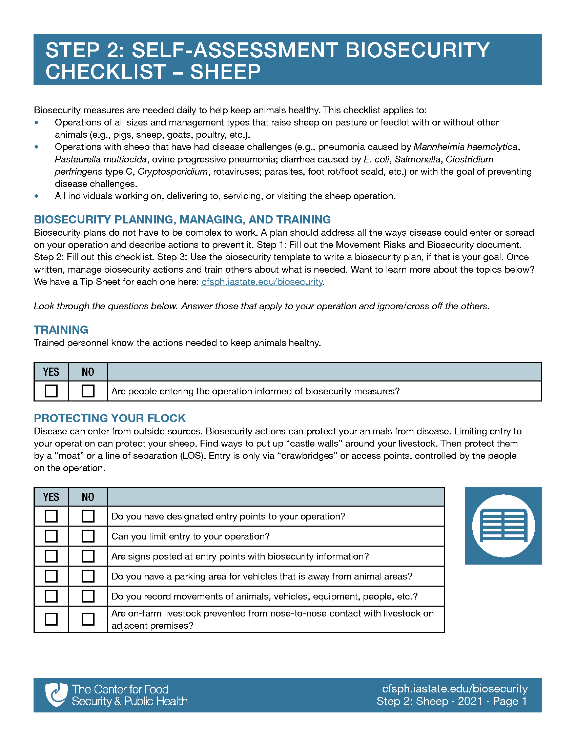 STEP 2: SELF-ASSESSMENT BIOSECURITY
CHECKLIST – SHEEP
Biosecurity measures are needed daily to help keep animals healthy. This checklist applies to:
• Operations of all sizes and management types that raise sheep on pasture or feedlot with or without other
animals (e.g., pigs, sheep, goats, poultry, etc.).
• Operations with sheep that have had disease challenges (e.g., pneumonia caused by Mannheimia haemolytica,
Pasteurella multiocida, ovine progressive pneumonia; diarrhea caused by E. coli, Salmonella, Clostridium
perfringens type C, Cryptosporidium, rotaviruses; parasites, foot rot/foot scald, etc.) or with the goal of preventing
disease challenges.
• All individuals working on, delivering to, servicing, or visiting the sheep operation.
BIOSECURITY PLANNING, MANAGING, AND TRAINING
Biosecurity plans do not have to be complex to work. A plan should address all the ways disease could enter or spread
on your operation and describe actions to prevent it. Step 1: Fill out the Movement Risks and Biosecurity document.
Step 2: Fill out this checklist. Step 3: Use the biosecurity template to write a biosecurity plan, if that is your goal. Once
written, manage biosecurity actions and train others about what is needed. Want to learn more about the topics below?
We have a Tip Sheet for each one here: cfsph.iastate.edu/biosecurity.
Look through the questions below. Answer those that apply to your operation and ignore/cross off the others.
TRAINING
Trained personnel know the actions needed to keep animals healthy.
YES NO
Are people entering the operation informed of biosecurity measures?
PROTECTING YOUR FLOCK
Disease can enter from outside sources. Biosecurity actions can protect your animals from disease. Limiting entry to
your operation can protect your sheep. Find ways to put up “castle walls” around your livestock. Then protect them
by a “moat” or a line of separation (LOS). Entry is only via “drawbridges” or access points, controlled by the people
on the operation.
YES NO
Do you have designated entry points to your operation?
Can you limit entry to your operation?
Are signs posted at entry points with biosecurity information?
Do you have a parking area for vehicles that is away from animal areas?
Do you record movements of animals, vehicles, equipment, people, etc.?
Are on-farm livestock prevented from nose-to-nose contact with livestock on
adjacent premises?
The Center for Food
Security & Public Health
cfsph.iastate.edu/biosecurity
Step 2: Sheep - 2021 - Page 1